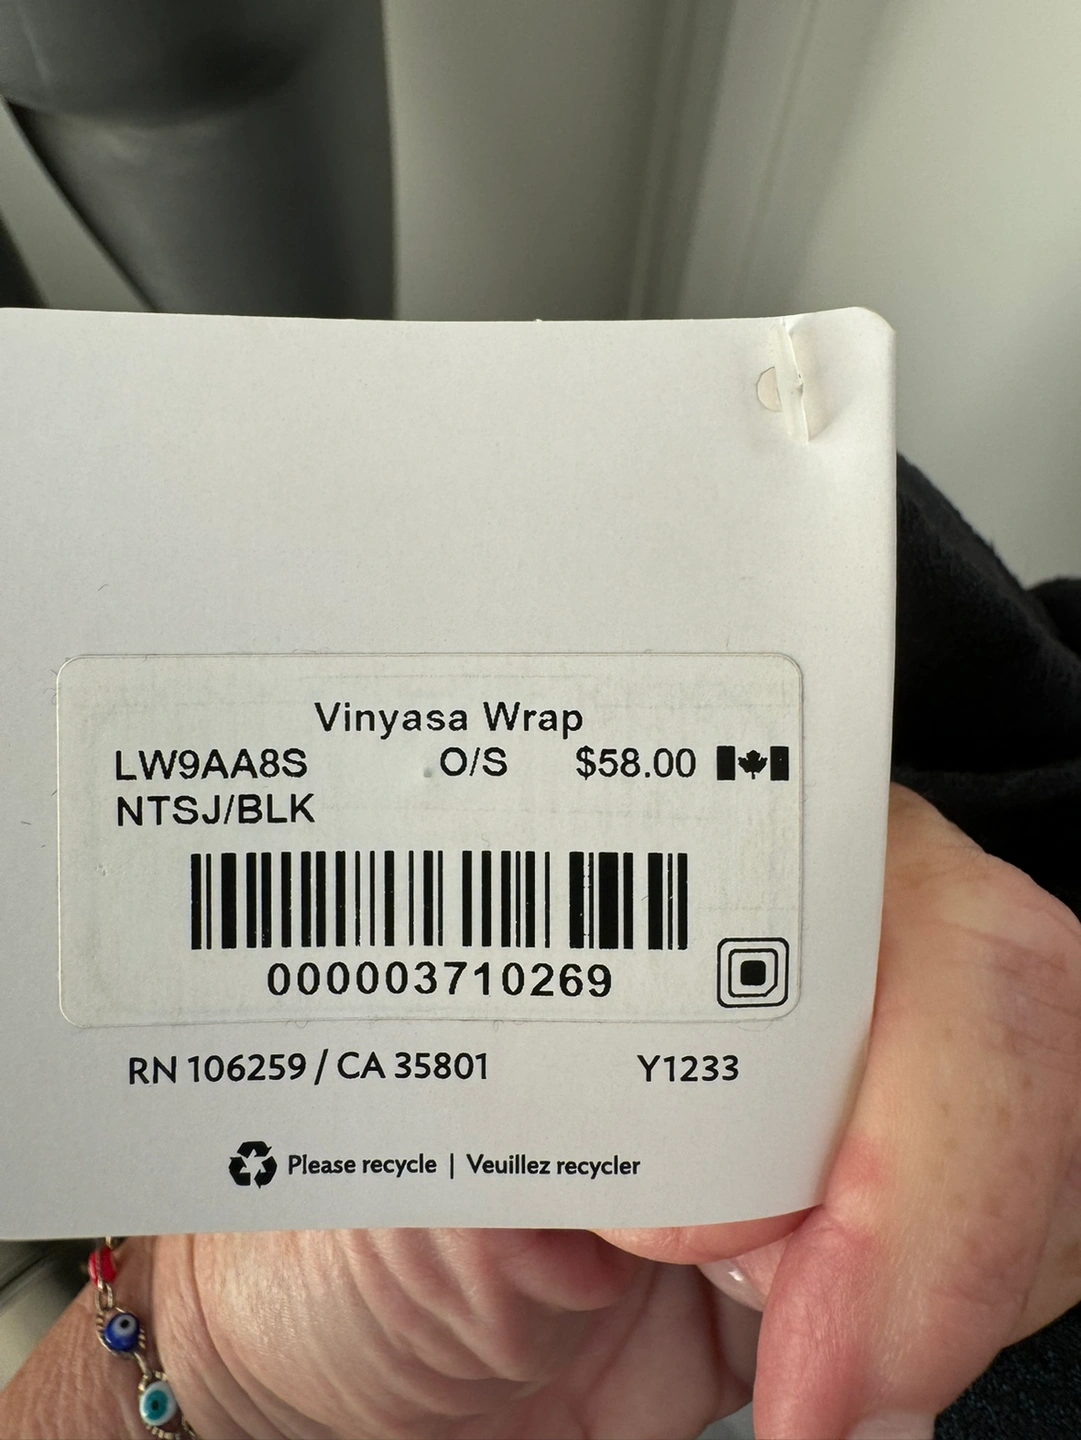 Vinyasa Wrap
LW9AA8S O/S $58.00
NTSJ/BLK
000003710269
RN 106259 / CA 35801 Y1233
Please recycle | Veuillez recycler